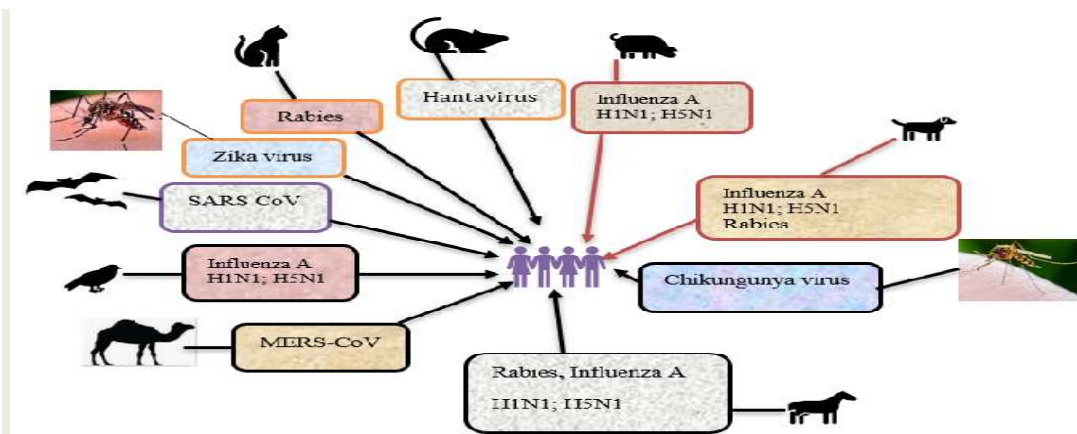 Hantavirus
Influenza A
H1N1; H5N1
Rabies
Zika virus
SARS CoV
Influenza A
H1N1; H5N1
Rabies
Influenza A
H1N1; H5N1
Chikungunya virus
MERS-CoV
Rabies, Influenza A
H1N1; H5N1